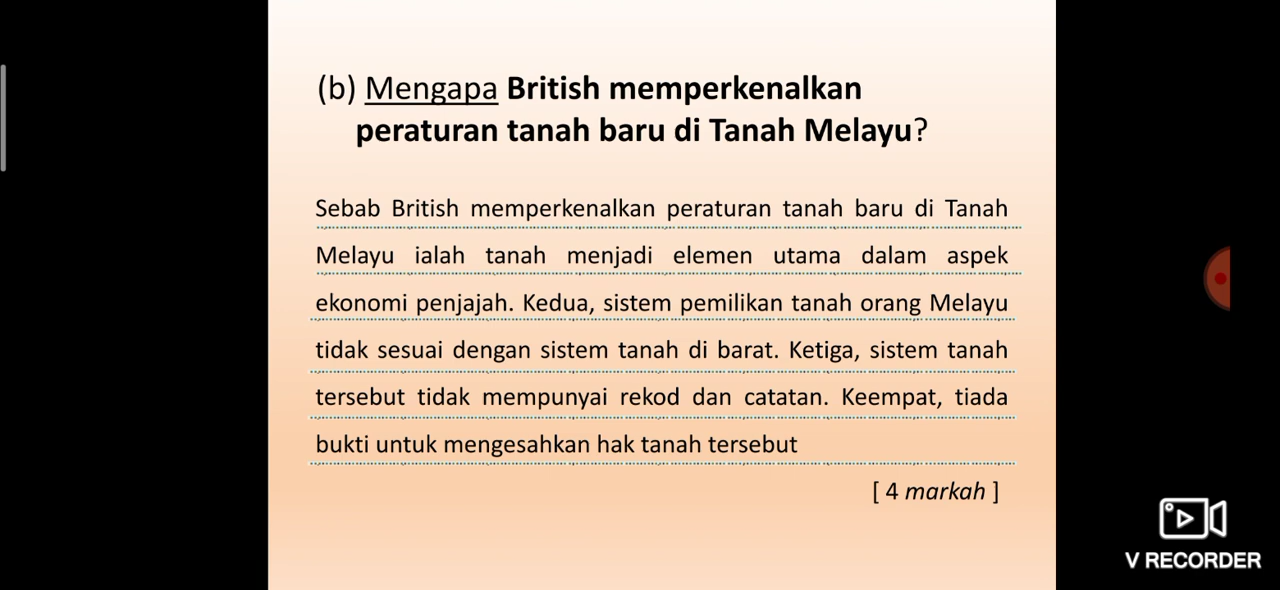 (b) Mengapa British memperkenalkan
peraturan tanah baru di Tanah Melayu?
Sebab British memperkenalkan peraturan tanah baru di Tanah
Melayu ialah tanah menjadi elemen utama dalam aspek
ekonomi penjajah. Kedua, sistem pemilikan tanah orang Melayu
tidak sesuai dengan sistem tanah di barat. Ketiga, sistem tanah
tersebut tidak mempunyai rekod dan catatan. Keempat, tiada
bukti untuk mengesahkan hak tanah tersebut
[ 4 markah ]
V RECORDER